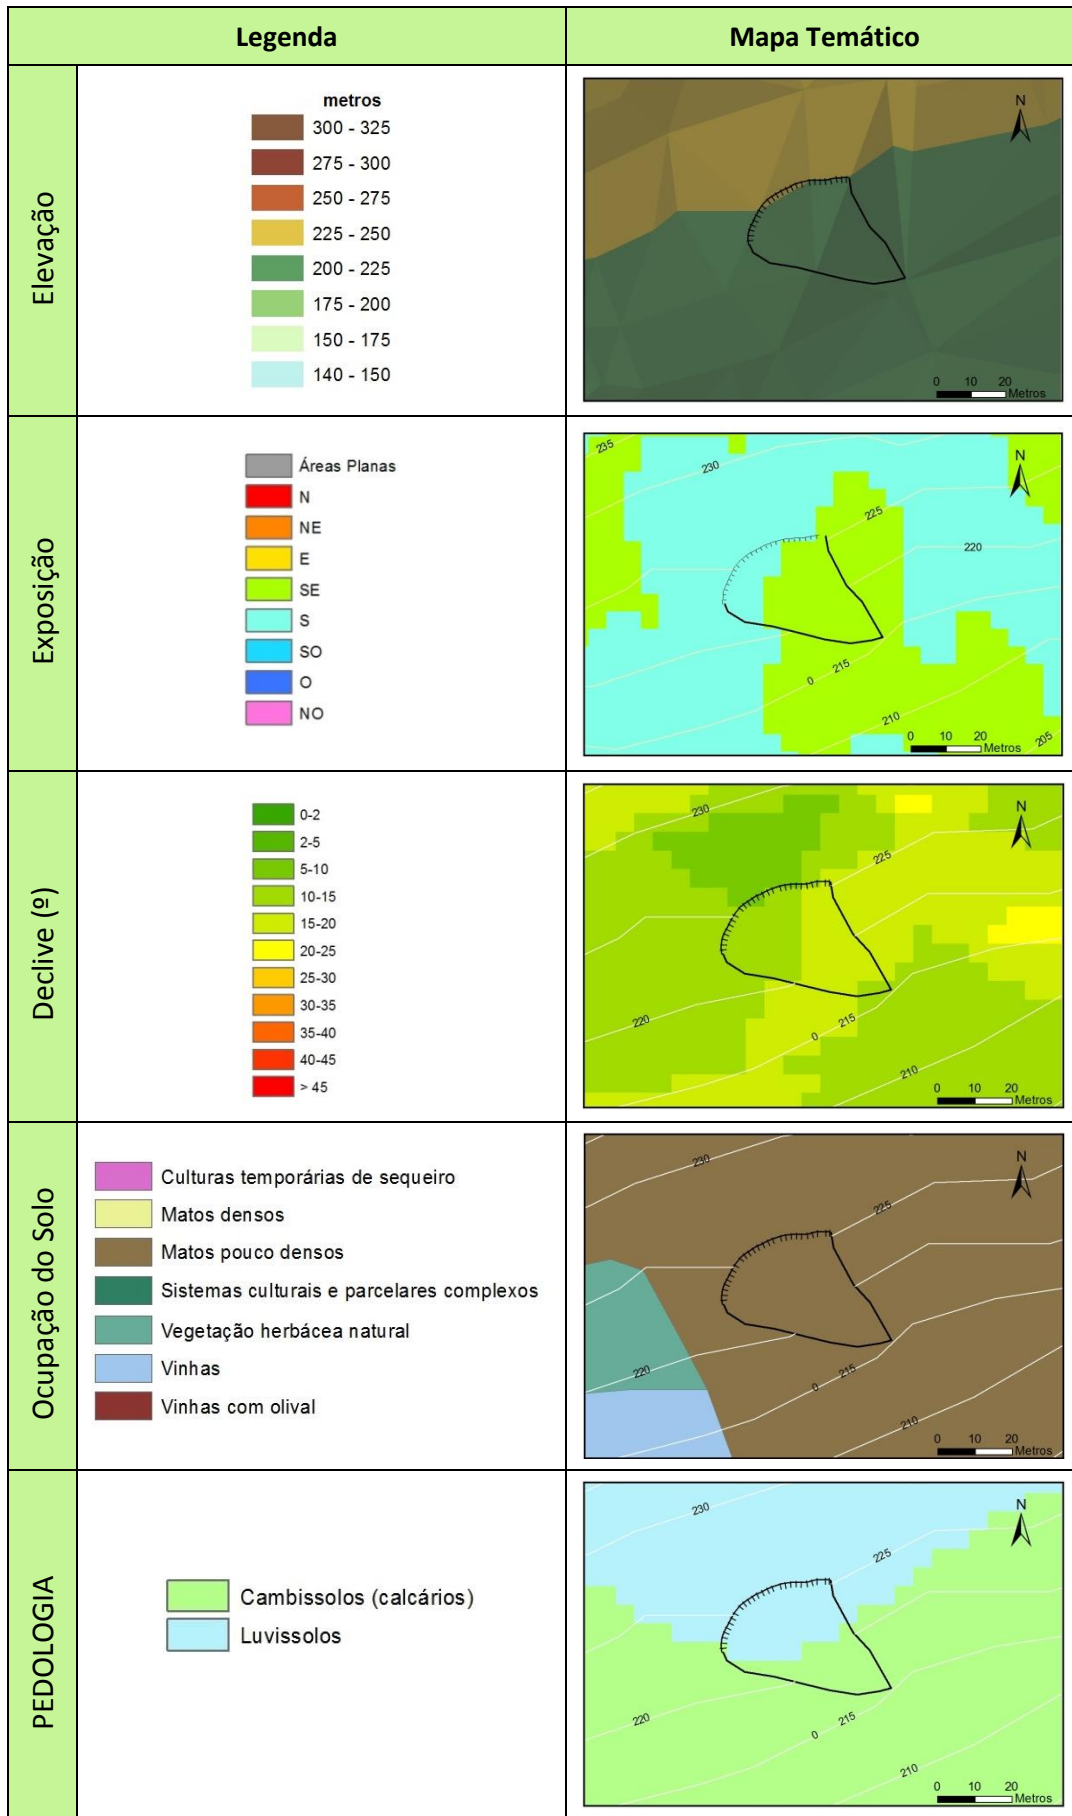 Legenda
Mapa Temático
Elevação
metros
300 - 325
275 - 300
250 - 275
225 - 250
200 - 225
175 - 200
150 - 175
140 - 150
N
0 10 20
Metros
Exposição
Áreas Planas
N
NE
E
SE
S
SO
O
NO
235
230
N
225
220
0
215
210
205
0 10 20
Metros
Declive (º)
0-2
2-5
5-10
10-15
15-20
20-25
25-30
30-35
35-40
40-45
> 45
230
N
225
220
0
215
210
0 10 20
Metros
Ocupação do Solo
Culturas temporárias de sequeiro
Matos densos
Matos pouco densos
Sistemas culturais e parcelares complexos
Vegetação herbácea natural
Vinhas
Vinhas com olival
230
N
225
220
0
215
210
0 10 20
Metros
PEDOLOGIA
Cambissolos (calcários)
Luvissolos
230
N
225
220
0
215
210
0 10 20
Metros